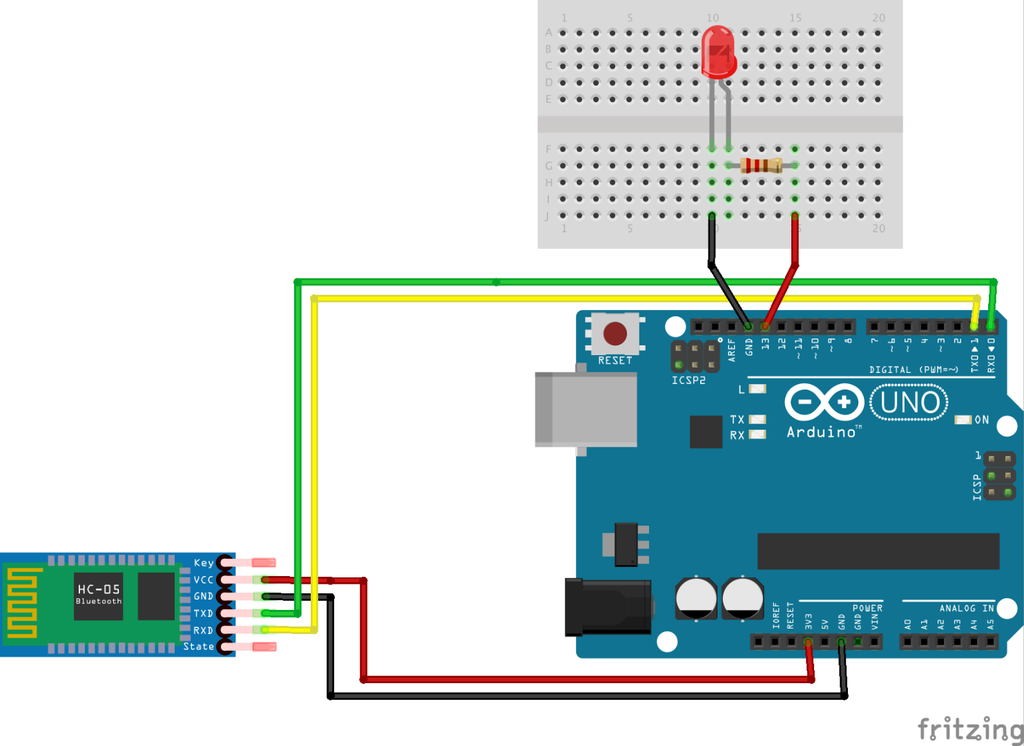 1 5 10 15 20
A
B
C
D
E
F
G
H
I
J
1 5 10 15 20
RESET
ICSP2
AREF
GND
13
12
~11
~10
~9
8
7
~6
~5
4
~3
2
TX0▶1
RX0◀0
DIGITAL (PWM=~)
L
TX
RX
UNO
Arduino™
ON
1
ICSP
HC-05
Bluetooth
Key
VCC
GND
TXD
RXD
State
POWER
ANALOG IN
IOREF
RESET
3V3
5V
GND
GND
VIN
A0
A1
A2
A3
A4
A5
fritzing